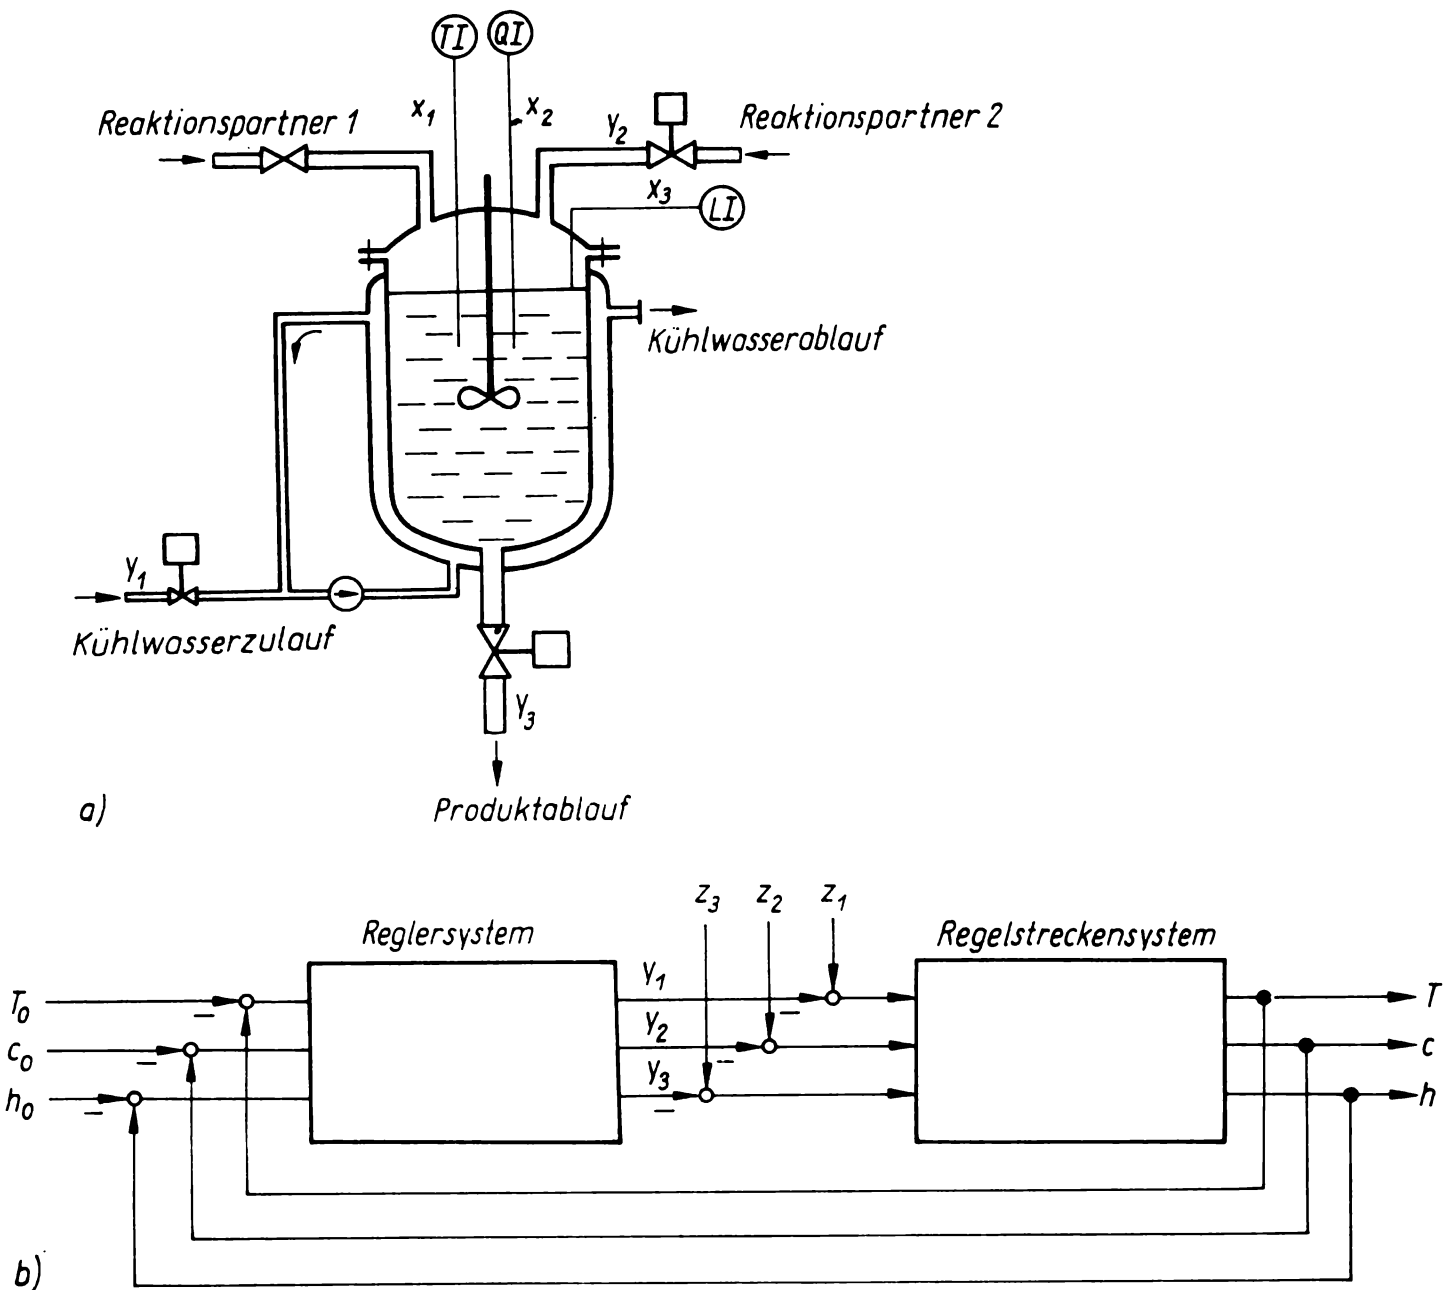 TI QI
x₁ x₂
Reaktionspartner 1
y₂
Reaktionspartner 2
x₃
LI
Kühlwasserablauf
y₁
Kühlwasserzulauf
y₃
a)
Produktablauf
z₃ z₂ z₁
Reglersystem
Regelstreckensystem
T₀ − y₁ − T
c₀ − y₂ − c
h₀ − y₃ − h
b)